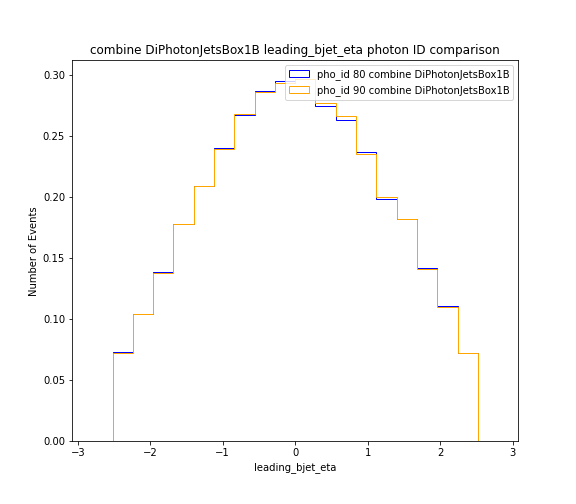 combine DiPhotonJetsBox1B leading_bjet_eta photon ID comparison
pho_id 80 combine DiPhotonJetsBox1B
pho_id 90 combine DiPhotonJetsBox1B
Number of Events
0.30
0.25
0.20
0.15
0.10
0.05
0.00
−3 −2 −1 0 1 2 3
leading_bjet_eta